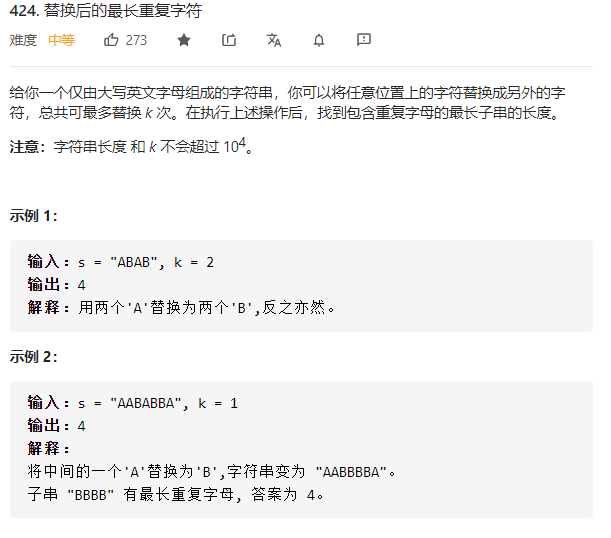 424. 替换后的最长重复字符
难度 中等 273
给你一个仅由大写英文字母组成的字符串，你可以将任意位置上的字符替换成另外的字
符，总共可最多替换 k 次。在执行上述操作后，找到包含重复字母的最长子串的长度。
注意：字符串长度 和 k 不会超过 10⁴。
示例 1：
输入：s = "ABAB", k = 2
输出：4
解释：用两个'A'替换为两个'B',反之亦然。
示例 2：
输入：s = "AABABBA", k = 1
输出：4
解释：
将中间的一个'A'替换为'B',字符串变为 "AABBBBA"。
子串 "BBBB" 有最长重复字母, 答案为 4。